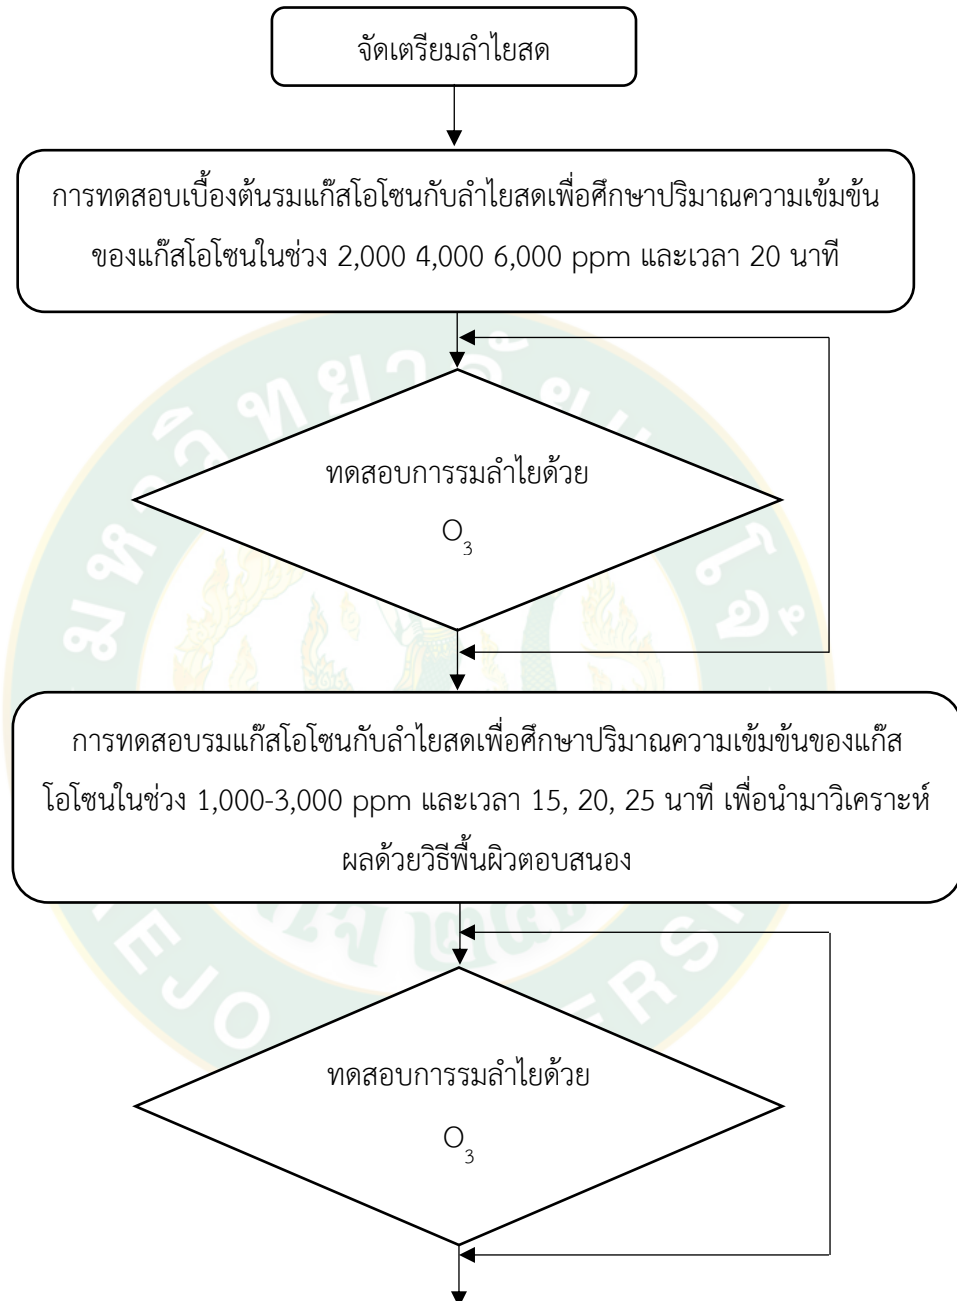 จัดเตรียมลำไยสด
การทดสอบเบื้องต้นรมแก๊สโอโซนกับลำไยสดเพื่อศึกษาปริมาณความเข้มข้น
ของแก๊สโอโซนในช่วง 2,000 4,000 6,000 ppm และเวลา 20 นาที
ทดสอบการรมลำไยด้วย
O₃
การทดสอบรมแก๊สโอโซนกับลำไยสดเพื่อศึกษาปริมาณความเข้มข้นของแก๊ส
โอโซนในช่วง 1,000-3,000 ppm และเวลา 15, 20, 25 นาที เพื่อนำมาวิเคราะห์
ผลด้วยวิธีพื้นผิวตอบสนอง
ทดสอบการรมลำไยด้วย
O₃